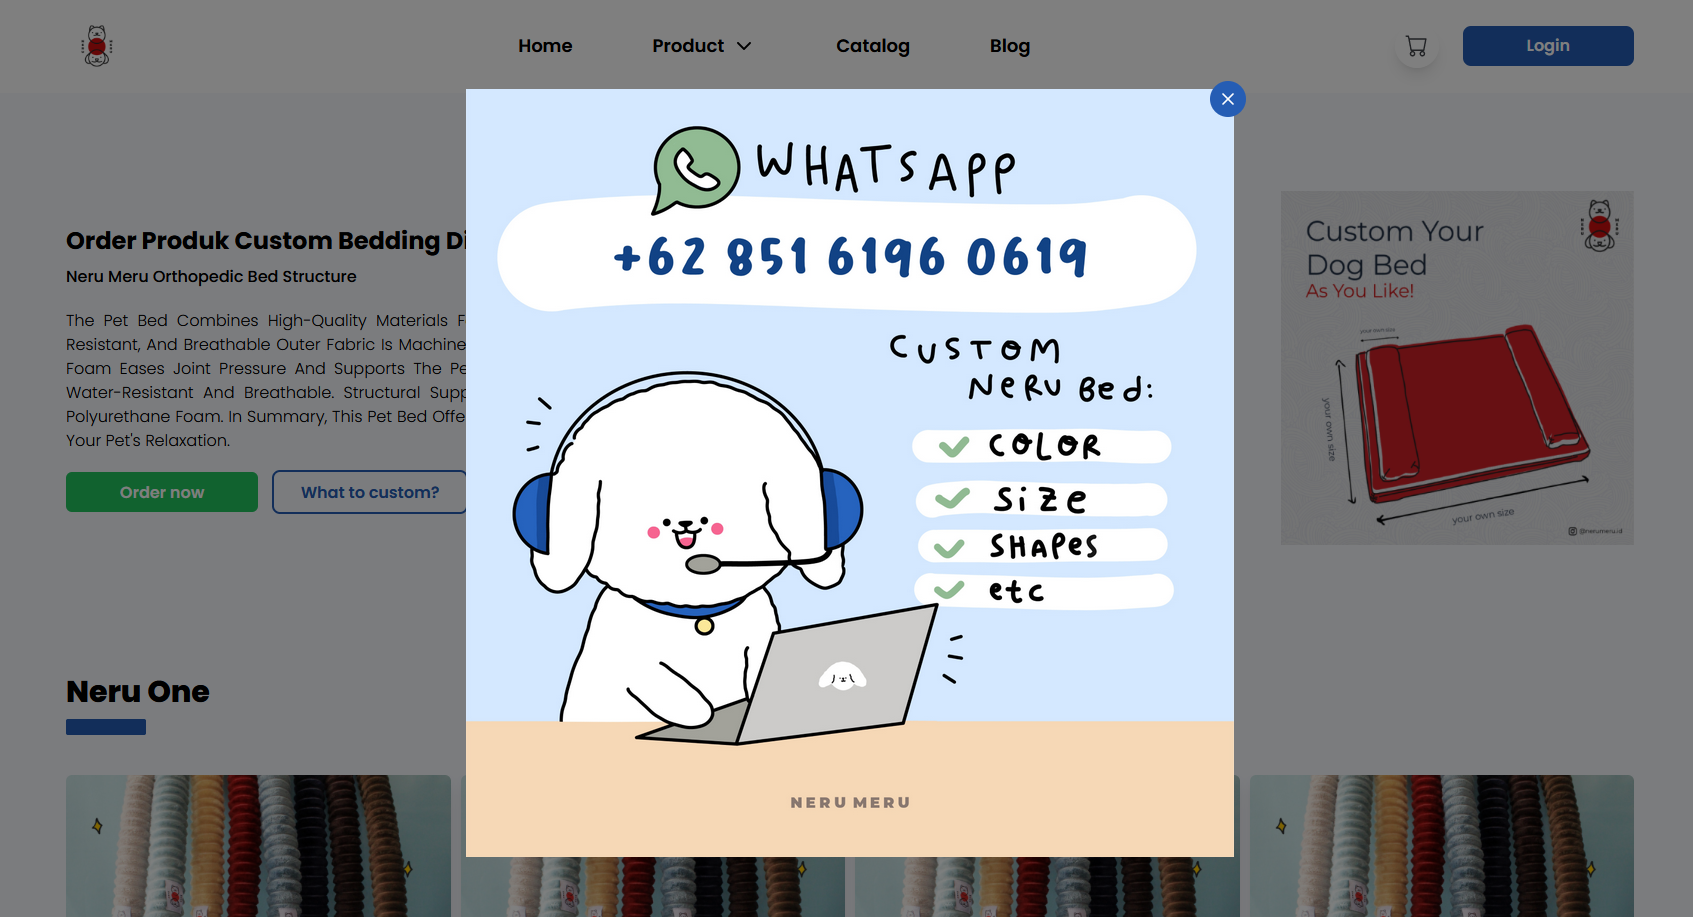 Home
Product
Catalog
Blog
Login
WHATSAPP
+62 851 6196 0619
CUSTOM
NERU BED:
COLOR
SIZE
SHAPES
etc
NERU MERU
Order Produk Custom Bedding Di
Neru Meru Orthopedic Bed Structure
The Pet Bed Combines High-Quality Materials F
Resistant, And Breathable Outer Fabric Is Machine
Foam Eases Joint Pressure And Supports The Pe
Water-Resistant And Breathable. Structural Supp
Polyurethane Foam. In Summary, This Pet Bed Offe
Your Pet's Relaxation.
Order now
What to custom?
Custom Your
Dog Bed
As You Like!
your own size
your own size
your own size
@nerumeru.id
Neru One